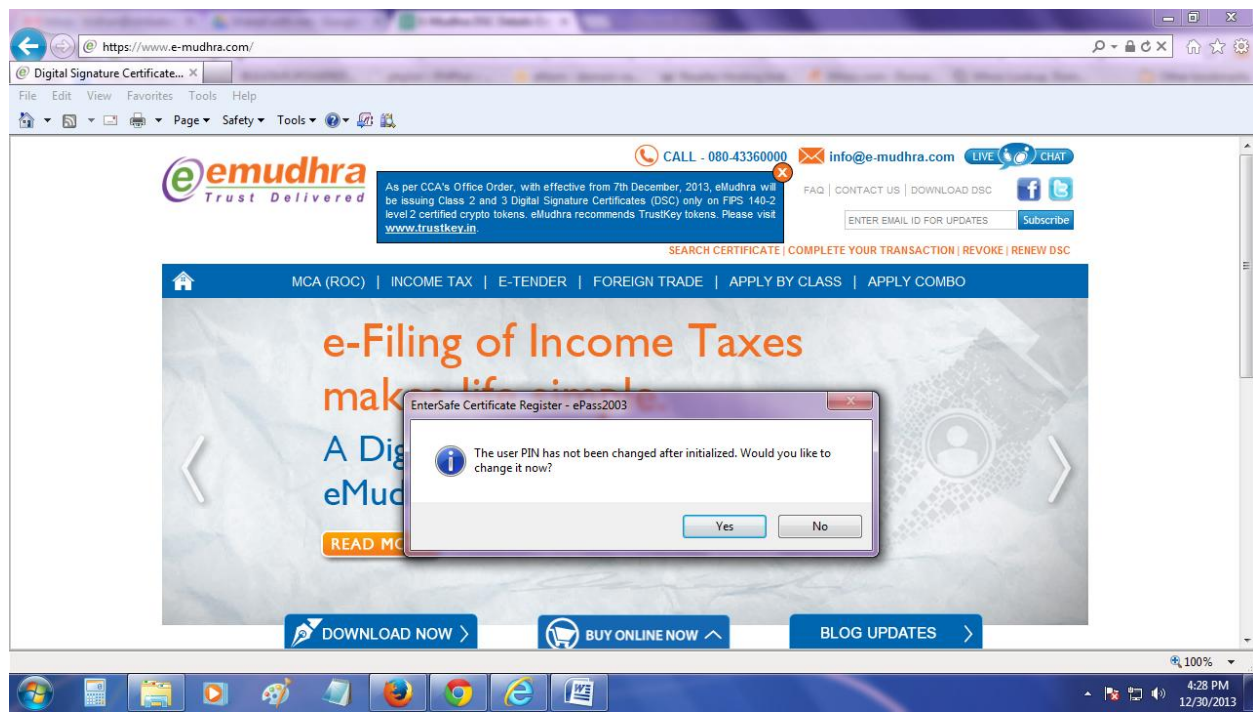 https://www.e-mudhra.com/
Digital Signature Certificate...
File Edit View Favorites Tools Help
Page Safety Tools
emudhra
Trust Delivered
CALL - 080-43360000 info@e-mudhra.com LIVE CHAT
As per CCA's Office Order, with effective from 7th December, 2013, eMudhra will
be issuing Class 2 and 3 Digital Signature Certificates (DSC) only on FIPS 140-2
level 2 certified crypto tokens. eMudhra recommends TrustKey tokens. Please visit
www.trustkey.in.
FAQ | CONTACT US | DOWNLOAD DSC
ENTER EMAIL ID FOR UPDATES Subscribe
SEARCH CERTIFICATE | COMPLETE YOUR TRANSACTION | REVOKE | RENEW DSC
MCA (ROC) | INCOME TAX | E-TENDER | FOREIGN TRADE | APPLY BY CLASS | APPLY COMBO
e-Filing of Income Taxes
makes life simple.
A Dig
eMud
READ MO
EnterSafe Certificate Register - ePass2003
The user PIN has not been changed after initialized. Would you like to
change it now?
Yes No
DOWNLOAD NOW
BUY ONLINE NOW
BLOG UPDATES
100%
4:28 PM
12/30/2013